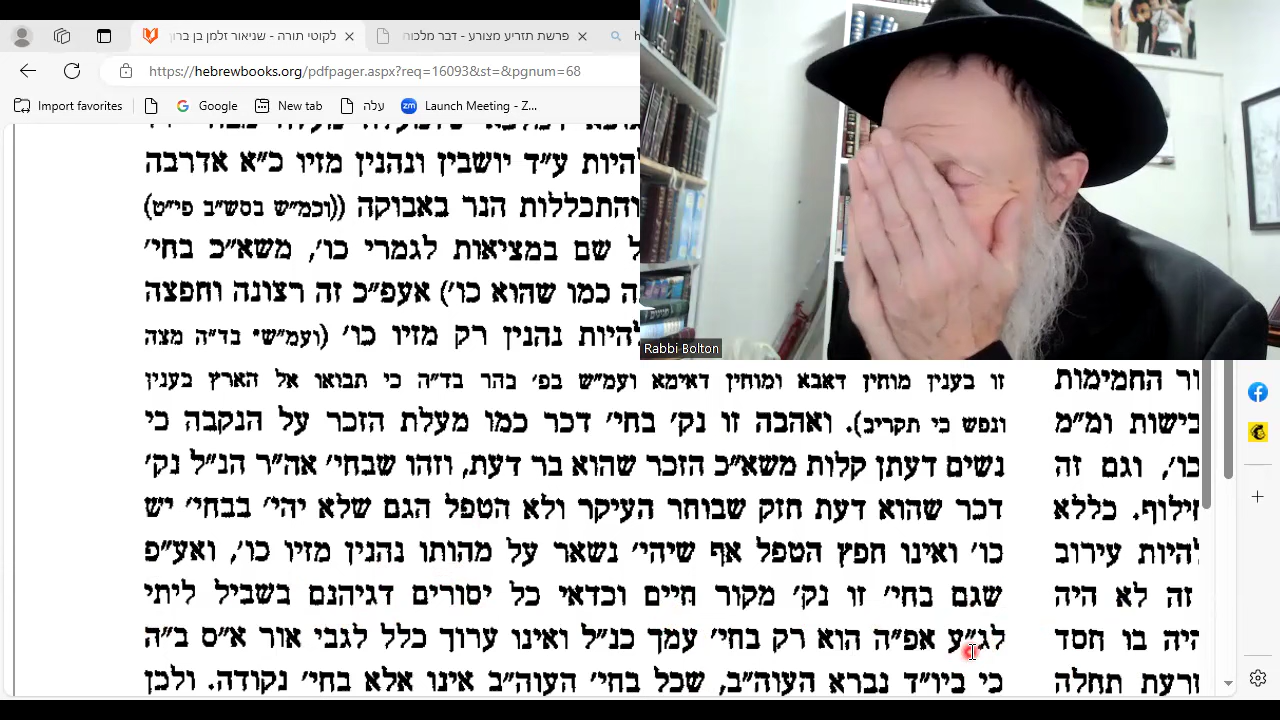 לקוטי תורה - שניאור זלמן בן
פרשת תזריע מצורע - דבר מלכות
h
https://hebrewbooks.org/pdfpager.aspx?req=16093&st=&pgnum=68
Import favorites
Google
New tab
עלה
Launch Meeting - Z...
Rabbi Bolton
להיות ע״ד יושבין ונהנין מזיו כ״א אדרבה
והתכללות הנר באבוקה ((וכמ״ש בסש״ב פי״ט)
ל שם במציאות לגמרי כו׳, משא״כ בחי׳
ה כמו שהוא כו׳) אעפ״כ זה רצונה וחפצה
להיות נהנין רק מזיו כו׳ (ועמ״ש בד״ה מצה
זו בענין מוחין דאבא ומוחין דאימא ועמ״ש בפ׳ בהר בד״ה כי תבואו אל הארץ בענין
ונפש כי תקריב). ואהבה זו נק׳ בחי׳ דכר כמו מעלת הזכר על הנקבה כי
נשים דעתן קלות משא״כ הזכר שהוא בר דעת, וזהו שבחי׳ אה״ר הנ״ל נק׳
דכר שהוא דעת חזק שבוחר העיקר ולא הטפל הגם שלא יהי׳ בבחי׳ יש
כו׳ ואינו חפץ הטפל אף שיהי׳ נשאר על מהותו נהנין מזיו כו׳, ואע״פ
שגם בחי׳ זו נק׳ מקור חיים וכדאי כל יסורים דגיהנם בשביל ליתי
לג״ע אפ״ה הוא רק בחי׳ עמך כנ״ל ואינו ערוך כלל לגבי אור א״ס ב״ה
כי ביו״ד נברא העוה״ב, שכל בחי׳ העוה״ב אינו אלא בחי׳ נקודה. ולכן
ור החמימות
בישות ומ״מ
כו׳, וגם זה
חילוף. כללא
להיות עירוב
זה לא היה
היה בו חסד
זרעת תחלה